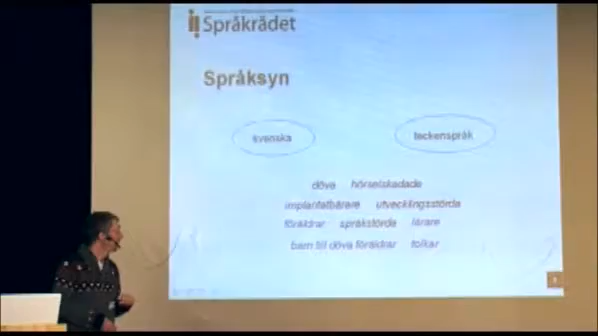 Språkrådet
Språksyn
svenska teckenspråk
döva hörselskadade
implantatbärare utvecklingsstörda
föräldrar språkstörda lärare
barn till döva föräldrar tolkar